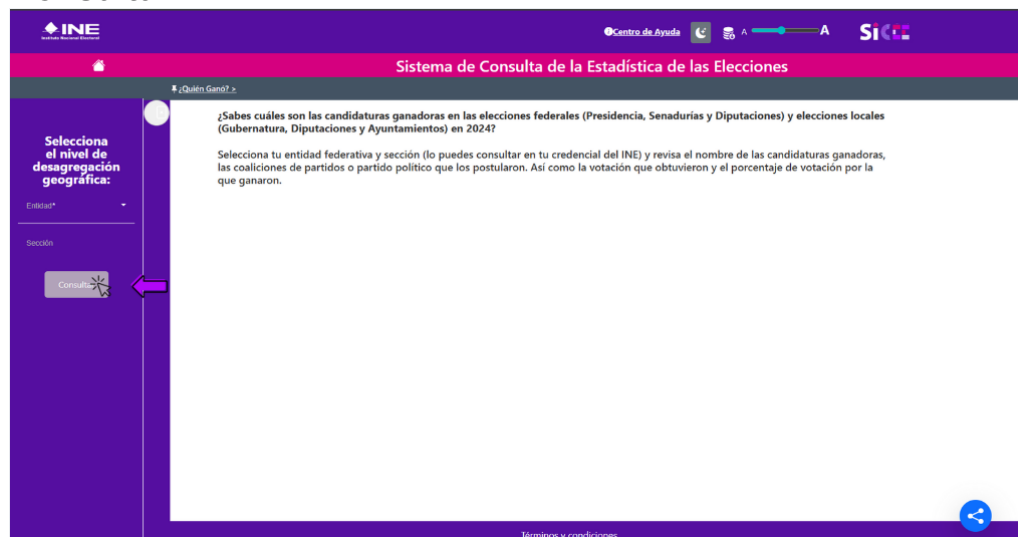 INE
Instituto Nacional Electoral
Centro de Ayuda
A
A
Sistema de Consulta de la Estadística de las Elecciones
¿Quién Ganó? >
Selecciona
el nivel de
desagregación
geográfica:
Entidad*
Sección
¿Sabes cuáles son las candidaturas ganadoras en las elecciones federales (Presidencia, Senadurías y Diputaciones) y elecciones locales
(Gubernatura, Diputaciones y Ayuntamientos) en 2024?
Selecciona tu entidad federativa y sección (lo puedes consultar en tu credencial del INE) y revisa el nombre de las candidaturas ganadoras,
las coaliciones de partidos o partido político que los postularon. Así como la votación que obtuvieron y el porcentaje de votación por la
que ganaron.
Términos y condiciones